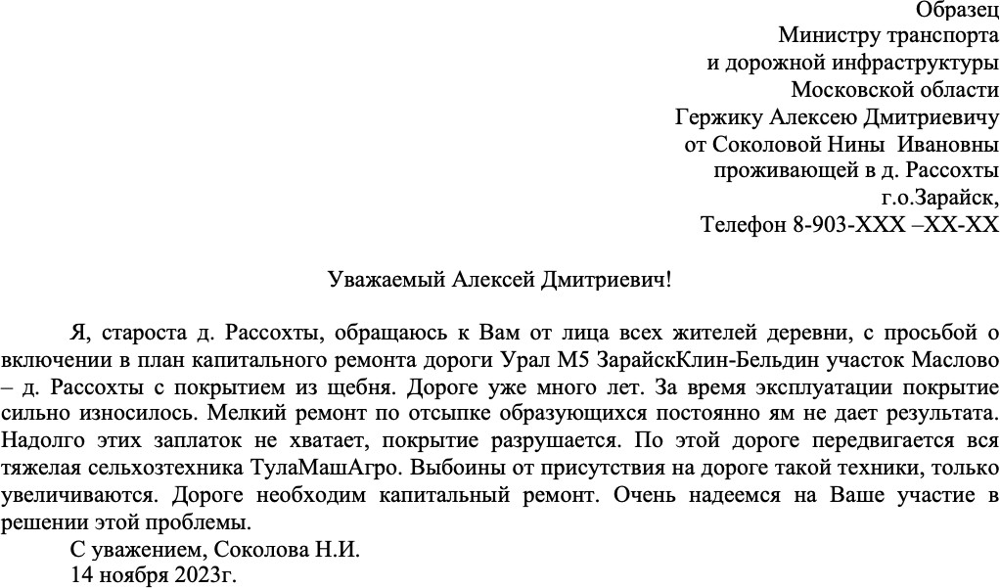 Образец
Министру транспорта
и дорожной инфраструктуры
Московской области
Гержику Алексею Дмитриевичу
от Соколовой Нины  Ивановны
проживающей в д. Рассохты
г.о.Зарайск,
Телефон 8-903-ХХХ –ХХ-ХХ
Уважаемый Алексей Дмитриевич!
Я, староста д. Рассохты, обращаюсь к Вам от лица всех жителей деревни, с просьбой о
включении в план капитального ремонта дороги Урал М5 ЗарайскКлин-Бельдин участок Маслово
– д. Рассохты с покрытием из щебня. Дороге уже много лет. За время эксплуатации покрытие
сильно износилось. Мелкий ремонт по отсыпке образующихся постоянно ям не дает результата.
Надолго этих заплаток не хватает, покрытие разрушается. По этой дороге передвигается вся
тяжелая сельхозтехника ТулаМашАгро. Выбоины от присутствия на дороге такой техники, только
увеличиваются. Дороге необходим капитальный ремонт. Очень надеемся на Ваше участие в
решении этой проблемы.
С уважением, Соколова Н.И.
14 ноября 2023г.